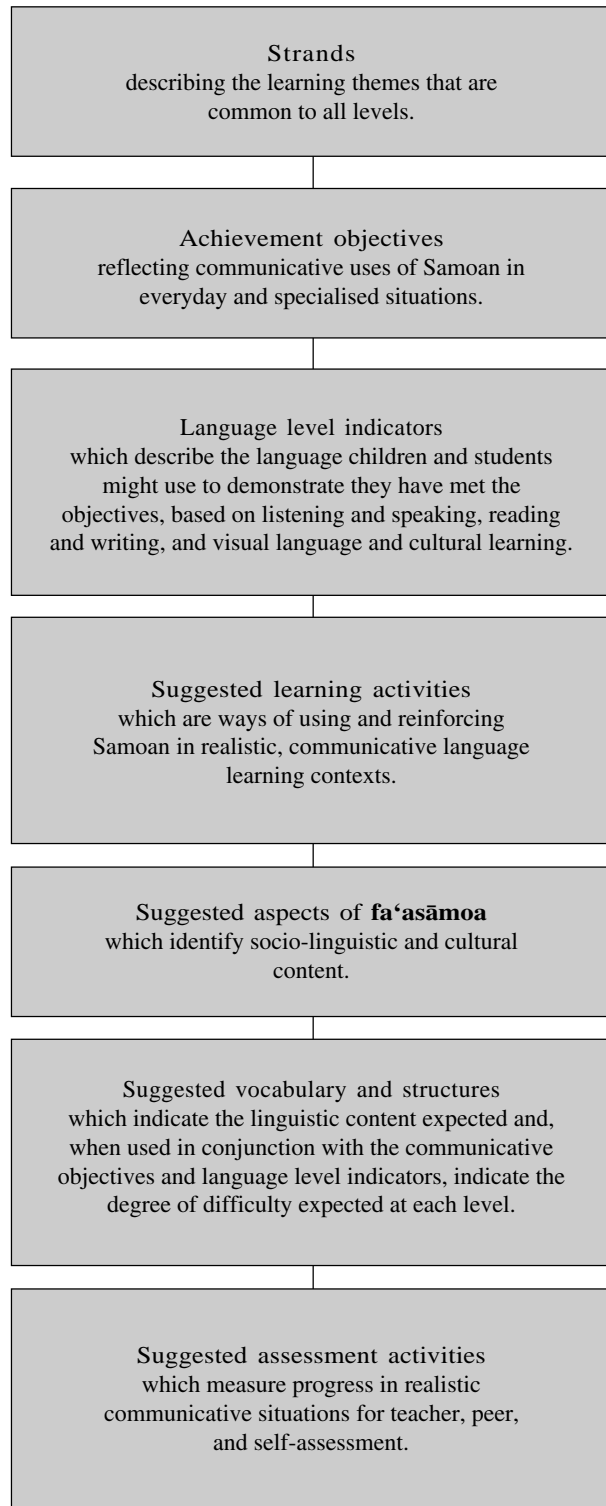 Strands
describing the learning themes that are
common to all levels.
Achievement objectives
reflecting communicative uses of Samoan in
everyday and specialised situations.
Language level indicators
which describe the language children and students
might use to demonstrate they have met the
objectives, based on listening and speaking, reading
and writing, and visual language and cultural learning.
Suggested learning activities
which are ways of using and reinforcing
Samoan in realistic, communicative language
learning contexts.
Suggested aspects of fa‘asāmoa
which identify socio-linguistic and cultural
content.
Suggested vocabulary and structures
which indicate the linguistic content expected and,
when used in conjunction with the communicative
objectives and language level indicators, indicate the
degree of difficulty expected at each level.
Suggested assessment activities
which measure progress in realistic
communicative situations for teacher, peer,
and self-assessment.